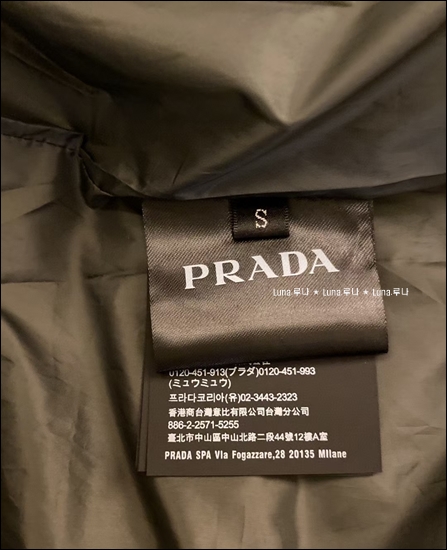 S
PRADA
Luna.루나 ★ Luna.루나 ★ Luna.루나
0120-451-913(プラダ)0120-451-993
(ミュウミュウ)
프라다코리아(유)02-3443-2323
香港商台灣意比有限公司台灣分公司
886-2-2571-5255
臺北市中山區中山北路二段44號12樓A室
PRADA SPA Via Fogazzare,28 20135 Milane